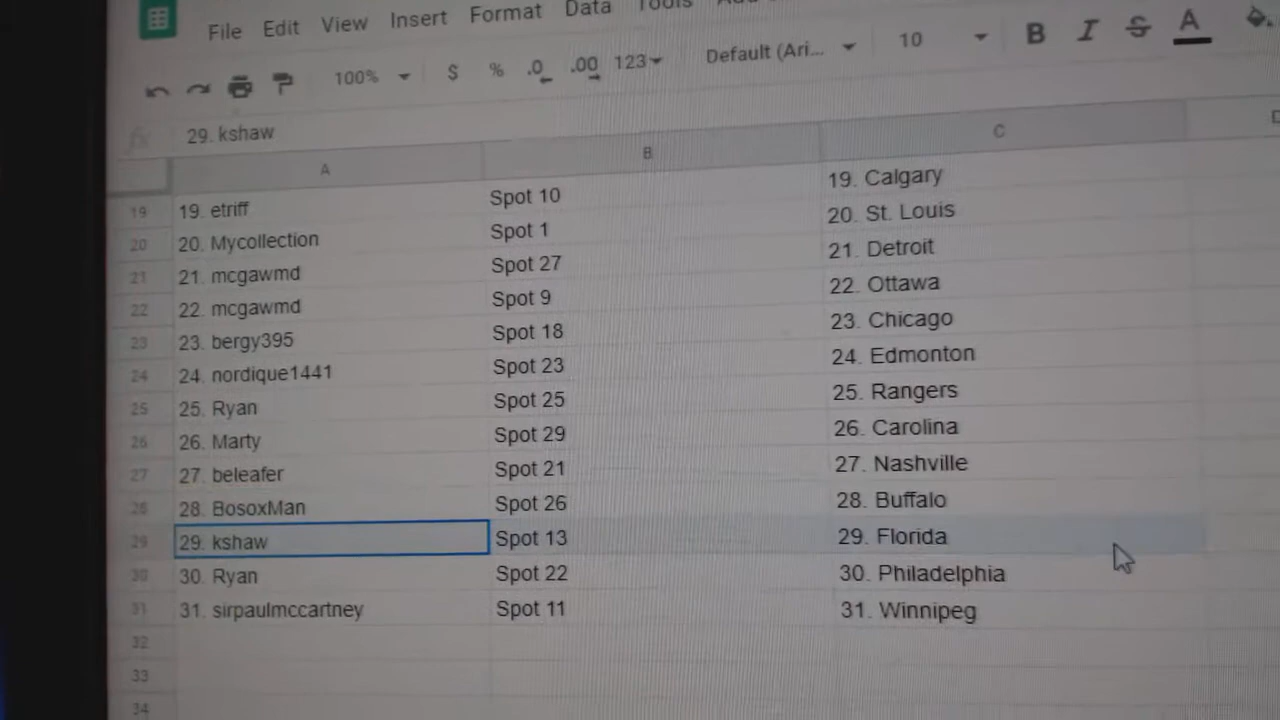 File Edit View Insert Format Data Tools
100% $ % .0 .00 123 Default (Ari... 10 B I S A
fx 29. kshaw
A B C
19 19. etriff Spot 10 19. Calgary
20 20. Mycollection Spot 1 20. St. Louis
21 21. mcgawmd Spot 27 21. Detroit
22 22. mcgawmd Spot 9 22. Ottawa
23 23. bergy395 Spot 18 23. Chicago
24 24. nordique1441 Spot 23 24. Edmonton
25 25. Ryan Spot 25 25. Rangers
26 26. Marty Spot 29 26. Carolina
27 27. beleafer Spot 21 27. Nashville
28 28. BosoxMan Spot 26 28. Buffalo
29 29. kshaw Spot 13 29. Florida
30 30. Ryan Spot 22 30. Philadelphia
31 31. sirpaulmccartney Spot 11 31. Winnipeg
32
33
34